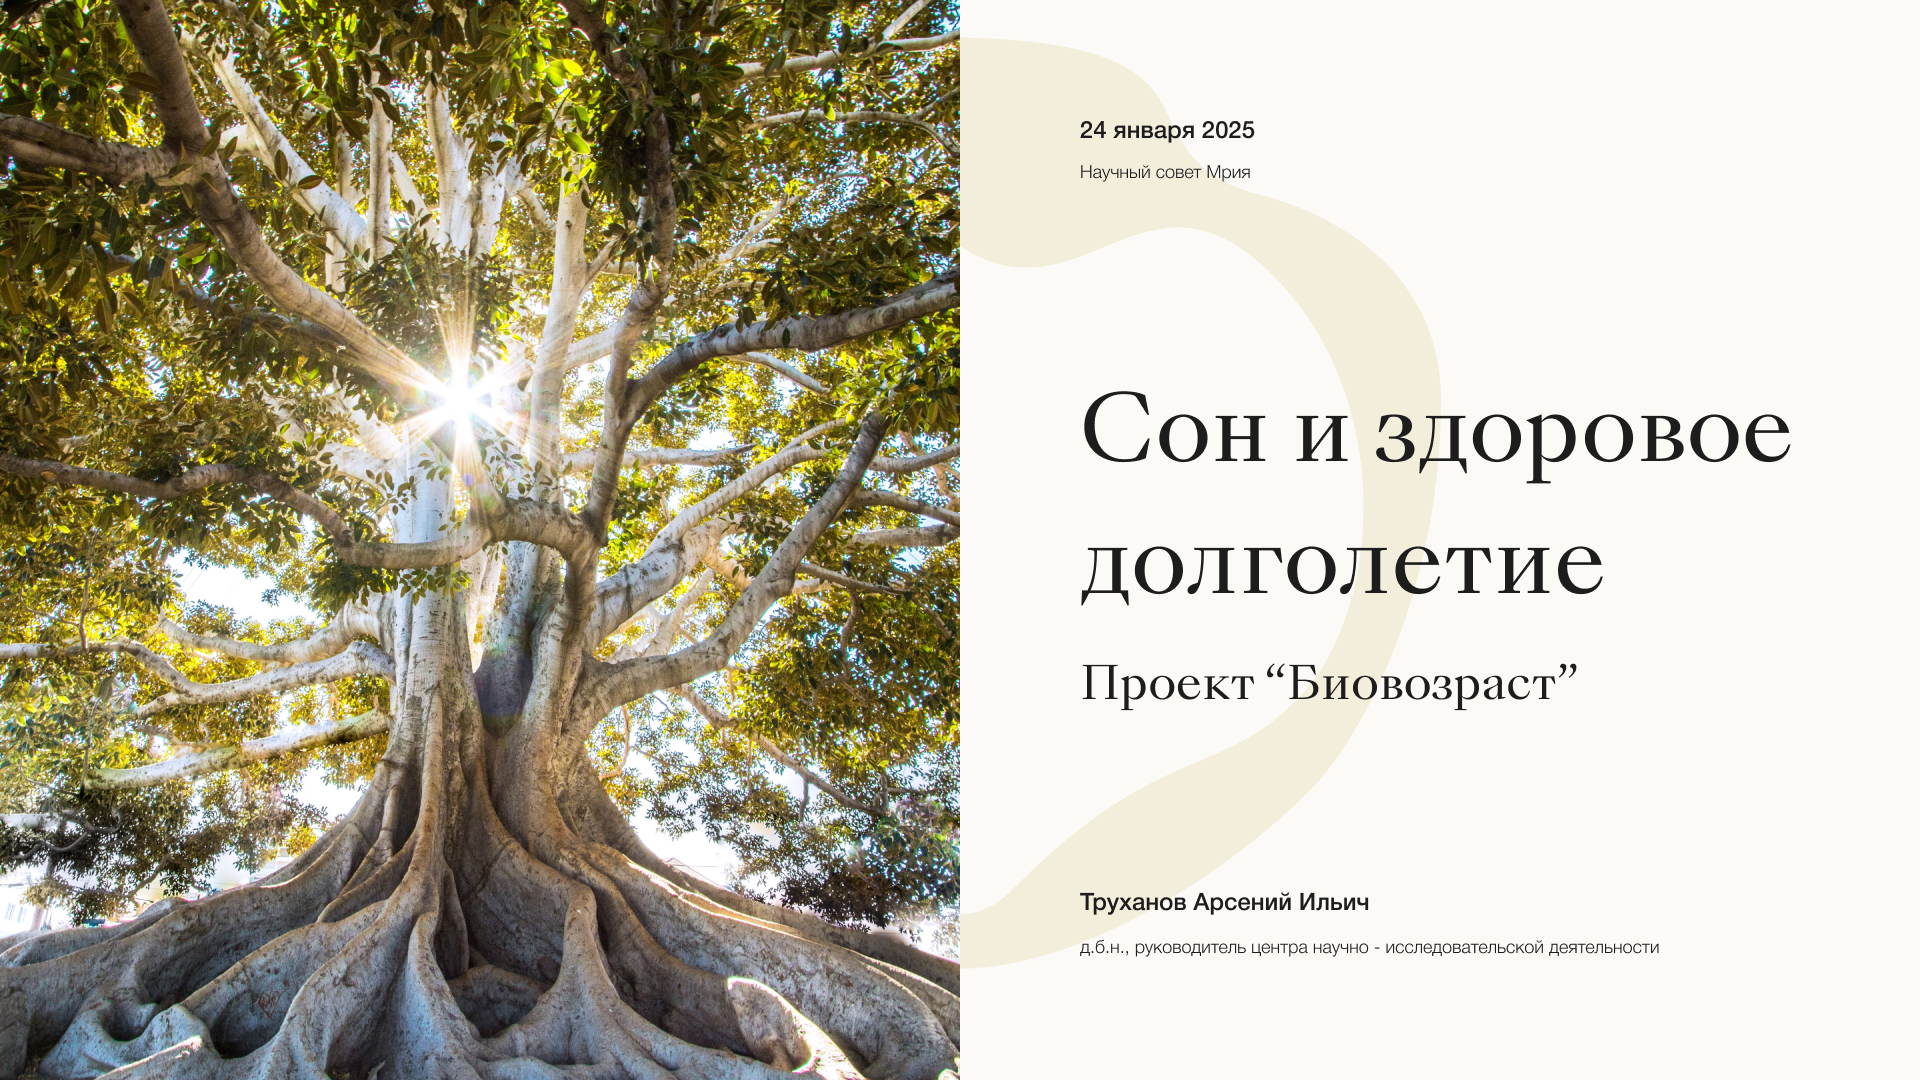 24 января 2025
Научный совет Мрия
Сон и здоровое
долголетие
Проект “Биовозраст”
Труханов Арсений Ильич
д.б.н., руководитель центра научно - исследовательской деятельности